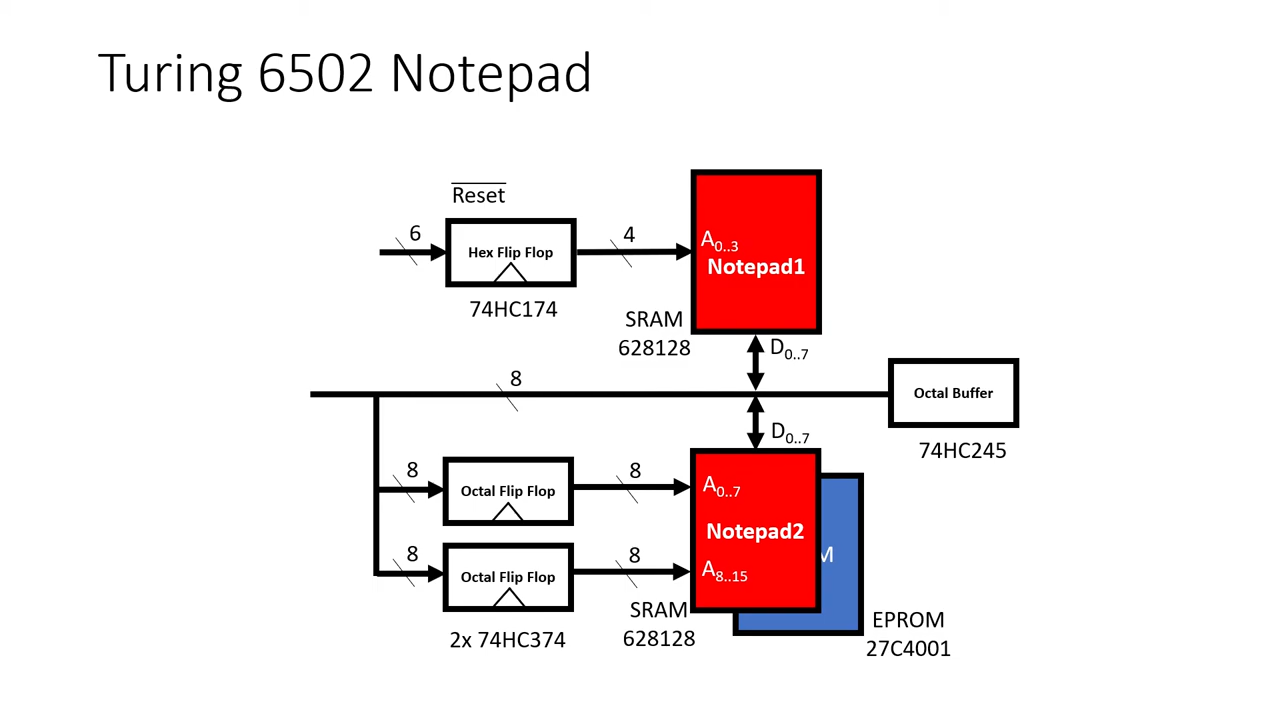 Turing 6502 Notepad
Reset
6
Hex Flip Flop
4
A0..3
Notepad1
74HC174
SRAM
628128
D0..7
8
Octal Buffer
74HC245
D0..7
8
Octal Flip Flop
8
A0..7
Notepad2
8
Octal Flip Flop
8
A8..15
M
2x 74HC374
SRAM
628128
EPROM
27C4001